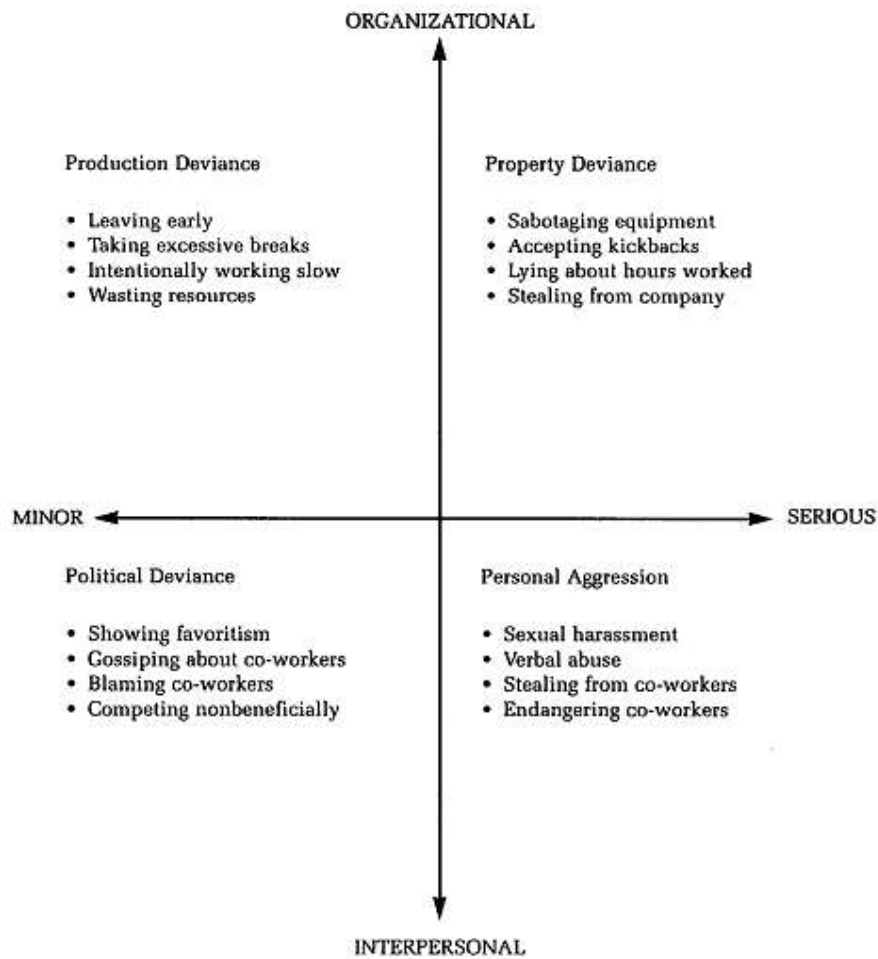 ORGANIZATIONAL
Production Deviance
• Leaving early
• Taking excessive breaks
• Intentionally working slow
• Wasting resources
Property Deviance
• Sabotaging equipment
• Accepting kickbacks
• Lying about hours worked
• Stealing from company
MINOR
SERIOUS
Political Deviance
• Showing favoritism
• Gossiping about co-workers
• Blaming co-workers
• Competing nonbeneficially
Personal Aggression
• Sexual harassment
• Verbal abuse
• Stealing from co-workers
• Endangering co-workers
INTERPERSONAL